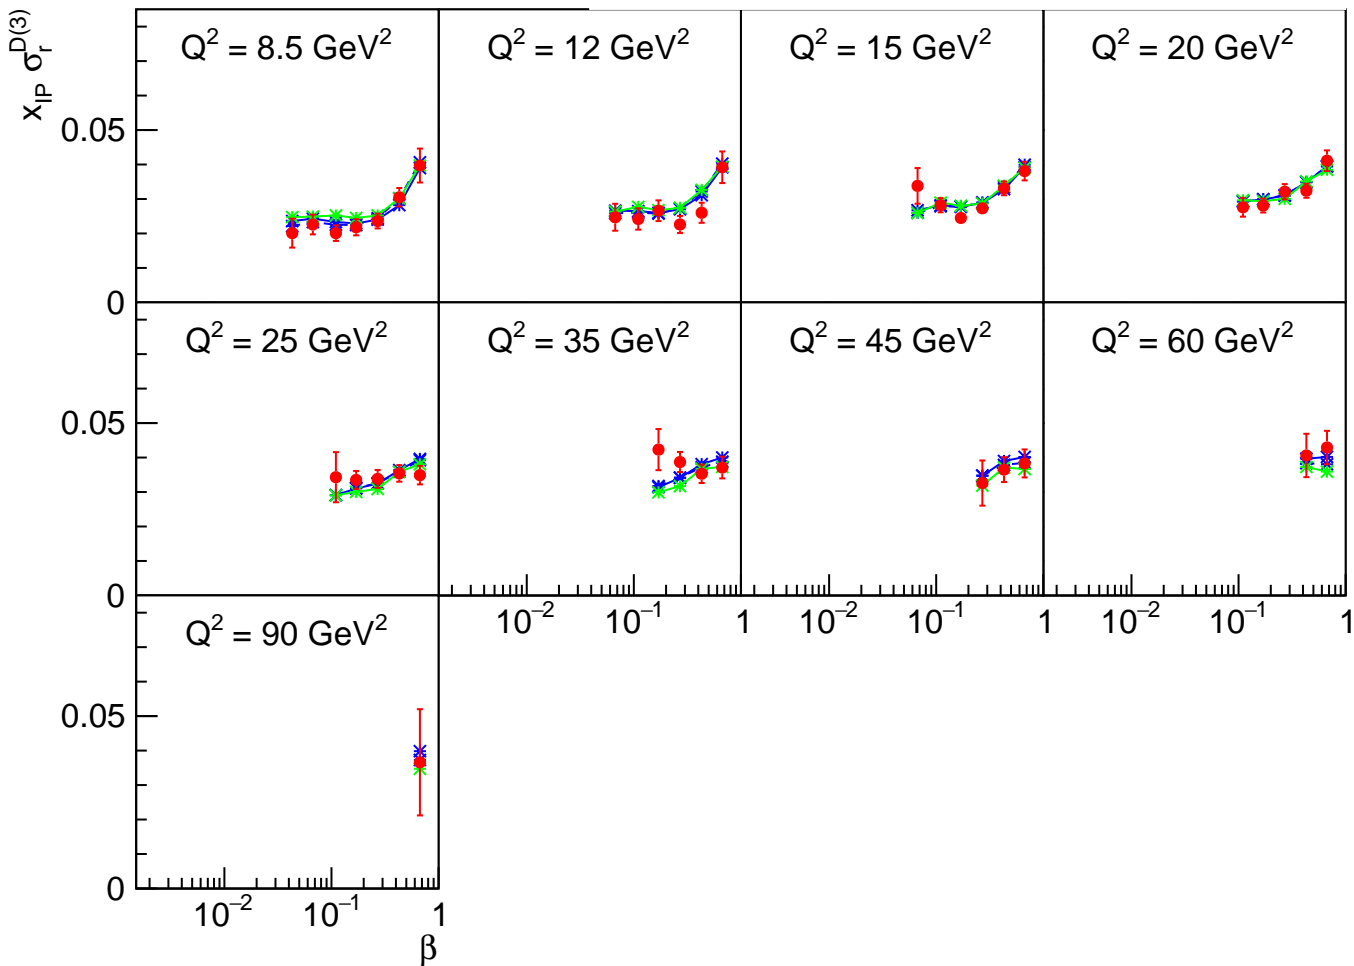 x_IP σ_r^D(3)
Q² = 8.5 GeV²
Q² = 12 GeV²
Q² = 15 GeV²
Q² = 20 GeV²
0.05
0
Q² = 25 GeV²
Q² = 35 GeV²
Q² = 45 GeV²
Q² = 60 GeV²
0.05
0
10⁻² 10⁻¹ 1
10⁻² 10⁻¹ 1
10⁻² 10⁻¹ 1
Q² = 90 GeV²
0.05
0
10⁻² 10⁻¹ 1
β